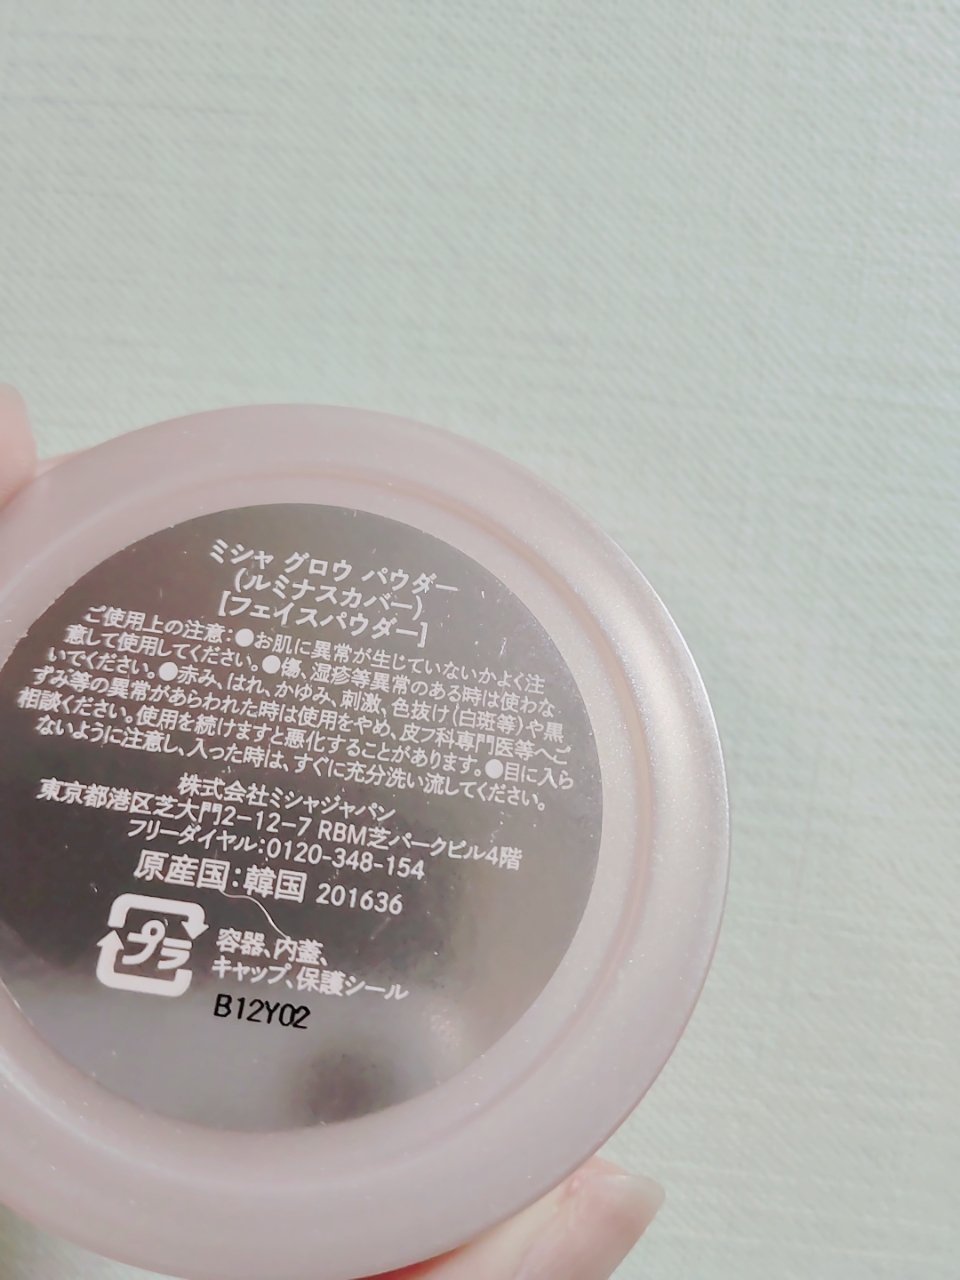 ミシャ グロウ パウダー
(ルミナスカバー)
[フェイスパウダー]
ご使用上の注意:●お肌に異常が生じていないかよく注
意して使用してください。●傷、湿疹等異常のある時は使わな
いでください。●赤み、はれ、かゆみ、刺激、色抜け(白斑等)や黒
ずみ等の異常があらわれた時は使用をやめ、皮フ科専門医等へご
相談ください。使用を続けますと悪化することがあります。●目に入ら
ないように注意し、入った時は、すぐに充分洗い流してください。
株式会社ミシャジャパン
東京都港区芝大門2-12-7 RBM芝パークビル4階
フリーダイヤル:0120-348-154
原産国:韓国 201636
プラ
容器、内蓋、
キャップ、保護シール
B12Y02